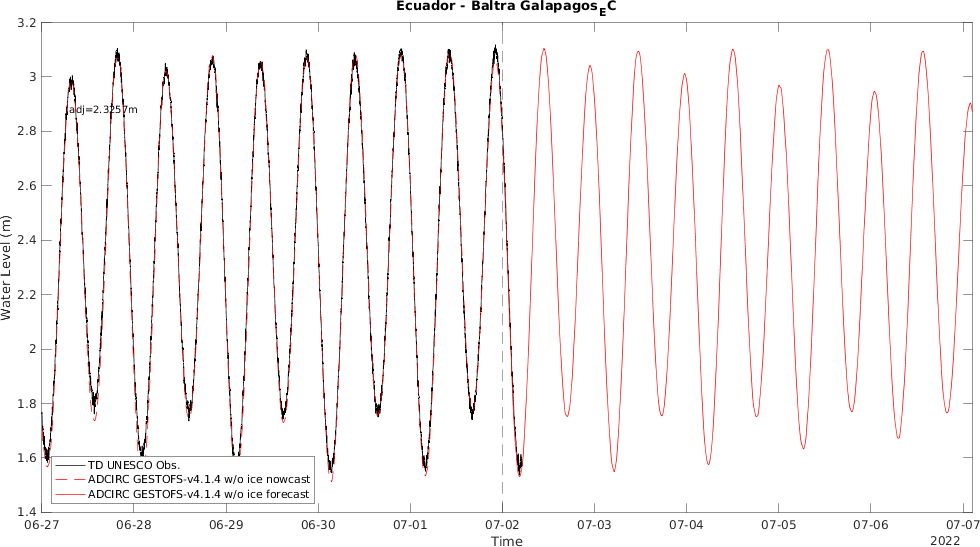 Ecuador - Baltra Galapagos_EC
3.2
3
2.8
2.6
2.4
2.2
2
1.8
1.6
1.4
Water Level (m)
adj=2.3257m
TD UNESCO Obs.
ADCIRC GESTOFS-v4.1.4 w/o ice nowcast
ADCIRC GESTOFS-v4.1.4 w/o ice forecast
06-27 06-28 06-29 06-30 07-01 07-02 07-03 07-04 07-05 07-06 07-07
Time
2022